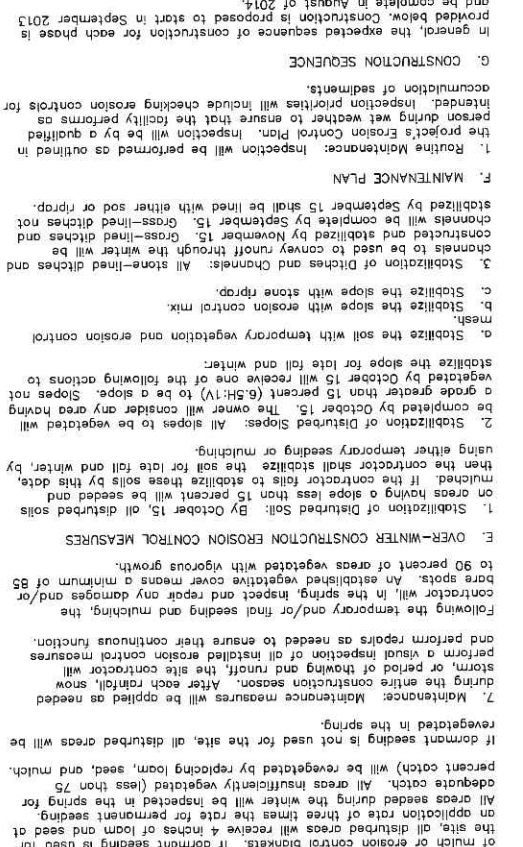 of mulch or erosion control blankets. If dormant seeding is used for
the site, all disturbed areas will receive 4 inches of loam and seed at
an application rate of three times the rate for permanent seeding.
All areas seeded during the winter will be inspected in the spring for
adequate catch. All areas insufficiently vegetated (less than 75
percent catch) will be revegetated by replacing loam, seed, and mulch.
If dormant seeding is not used for the site, all disturbed areas will be
revegetated in the spring.
7. Maintenance: Maintenance measures will be applied as needed
during the entire construction season. After each rainfall, snow
storm, or period of thawing and runoff, the site contractor will
perform a visual inspection of all installed erosion control measures
and perform repairs as needed to ensure their continuous function.
Following the temporary and/or final seeding and mulching, the
contractor will, in the spring, inspect and repair any damages and/or
bare spots. An established vegetative cover means a minimum of 85
to 90 percent of areas vegetated with vigorous growth.
E. OVER-WINTER CONSTRUCTION EROSION CONTROL MEASURES
1. Stabilization of Disturbed Soil: By October 15, all disturbed soils
on areas having a slope less than 15 percent will be seeded and
mulched. If the contractor fails to stabilize these soils by this date,
then the contractor shall stabilize the soil for late fall and winter, by
using either temporary seeding or mulching.
2. Stabilization of Disturbed Slopes: All slopes to be vegetated will
be completed by October 15. The owner will consider any area having
a grade greater than 15 percent (6.5H:1V) to be a slope. Slopes not
vegetated by October 15 will receive one of the following actions to
stabilize the slope for late fall and winter:
a. Stabilize the soil with temporary vegetation and erosion control
mesh.
b. Stabilize the slope with erosion control mix.
c. Stabilize the slope with stone riprap.
3. Stabilization of Ditches and Channels: All stone-lined ditches and
channels to be used to convey runoff through the winter will be
constructed and stabilized by November 15. Grass-lined ditches and
channels will be complete by September 15. Grass-lined ditches not
stabilized by September 15 shall be lined with either sod or riprap.
F. MAINTENANCE PLAN
1. Routine Maintenance: Inspection will be performed as outlined in
the project's Erosion Control Plan. Inspection will be by a qualified
person during wet weather to ensure that the facility performs as
intended. Inspection priorities will include checking erosion controls for
accumulation of sediments.
G. CONSTRUCTION SEQUENCE
In general, the expected sequence of construction for each phase is
provided below. Construction is proposed to start in September 2013
and be complete in August of 2014.